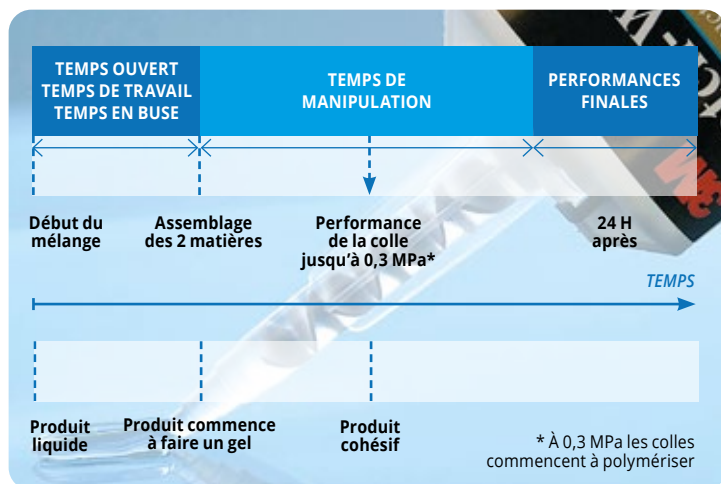 TEMPS OUVERT
TEMPS DE TRAVAIL
TEMPS EN BUSE
TEMPS DE
MANIPULATION
PERFORMANCES
FINALES
Début du
mélange
Assemblage
des 2 matières
Performance
de la colle
jusqu'à 0,3 MPa*
24 H
après
TEMPS
Produit
liquide
Produit commence
à faire un gel
Produit
cohésif
* À 0,3 MPa les colles
commencent à polymériser
3M